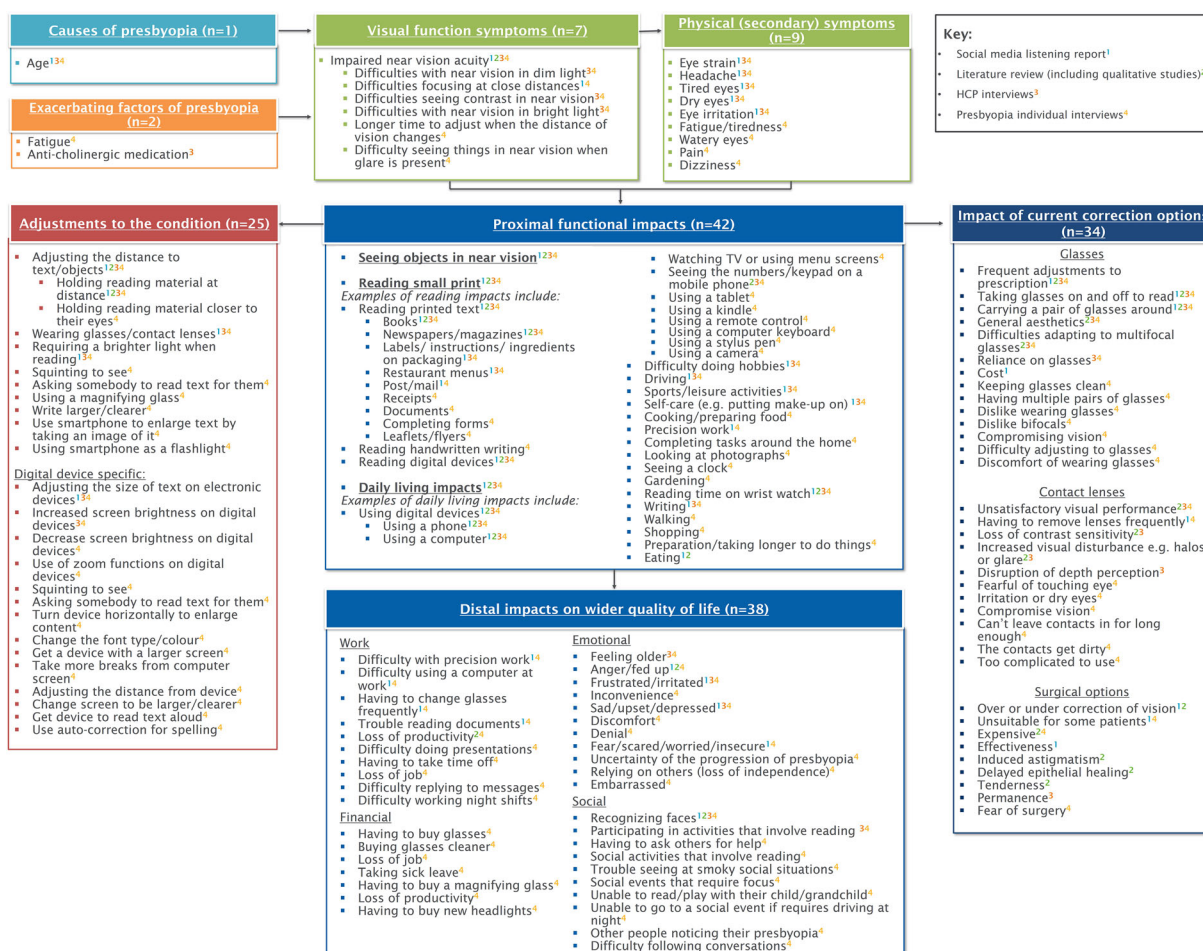 Causes of presbyopia (n=1)
Age¹³⁴
Exacerbating factors of presbyopia
(n=2)
Fatigue⁴
Anti-cholinergic medication³
Visual function symptoms (n=7)
Impaired near vision acuity¹²³⁴
Difficulties with near vision in dim light³⁴
Difficulties focusing at close distances¹⁴
Difficulties seeing contrast in near vision³⁴
Difficulties with near vision in bright light³⁴
Longer time to adjust when the distance of
vision changes⁴
Difficulty seeing things in near vision when
glare is present⁴
Physical (secondary) symptoms
(n=9)
Eye strain¹³⁴
Headache¹³⁴
Tired eyes¹³⁴
Dry eyes¹³⁴
Eye irritation¹³⁴
Fatigue/tiredness⁴
Watery eyes⁴
Pain⁴
Dizziness⁴
Key:
Social media listening report¹
Literature review (including qualitative studies)²
HCP interviews³
Presbyopia individual interviews⁴
Adjustments to the condition (n=25)
Adjusting the distance to
text/objects¹²³⁴
Holding reading material at
distance¹²³⁴
Holding reading material closer to
their eyes⁴
Wearing glasses/contact lenses¹³⁴
Requiring a brighter light when
reading¹³⁴
Squinting to see⁴
Asking somebody to read text for them⁴
Using a magnifying glass⁴
Write larger/clearer⁴
Use smartphone to enlarge text by
taking an image of it⁴
Using smartphone as a flashlight⁴
Digital device specific:
Adjusting the size of text on electronic
devices¹³⁴
Increased screen brightness on digital
devices³⁴
Decrease screen brightness on digital
devices⁴
Use of zoom functions on digital
devices⁴
Squinting to see⁴
Asking somebody to read text for them⁴
Turn device horizontally to enlarge
content⁴
Change the font type/colour⁴
Get a device with a larger screen⁴
Take more breaks from computer
screen⁴
Adjusting the distance from device⁴
Change screen to be larger/clearer⁴
Get device to read text aloud⁴
Use auto-correction for spelling⁴
Proximal functional impacts (n=42)
Seeing objects in near vision¹²³⁴
Reading small print¹²³⁴
Examples of reading impacts include:
Reading printed text¹²³⁴
Books¹²³⁴
Newspapers/magazines¹²³⁴
Labels/ instructions/ ingredients
on packaging¹³⁴
Restaurant menus¹³⁴
Post/mail¹⁴
Receipts⁴
Documents⁴
Completing forms⁴
Leaflets/flyers⁴
Reading handwritten writing⁴
Reading digital devices¹²³⁴
Daily living impacts¹²³⁴
Examples of daily living impacts include:
Using digital devices¹²³⁴
Using a phone¹²³⁴
Using a computer¹²³⁴
Watching TV or using menu screens⁴
Seeing the numbers/keypad on a
mobile phone²³⁴
Using a tablet⁴
Using a kindle⁴
Using a remote control⁴
Using a computer keyboard⁴
Using a stylus pen⁴
Using a camera⁴
Difficulty doing hobbies¹³⁴
Driving¹³⁴
Sports/leisure activities¹³⁴
Self-care (e.g. putting make-up on) ¹³⁴
Cooking/preparing food⁴
Precision work¹⁴
Completing tasks around the home⁴
Looking at photographs⁴
Seeing a clock⁴
Gardening⁴
Reading time on wrist watch¹²³⁴
Writing¹³⁴
Walking⁴
Shopping⁴
Preparation/taking longer to do things⁴
Eating¹²
Impact of current correction options
(n=34)
Glasses
Frequent adjustments to
prescription¹²³⁴
Taking glasses on and off to read¹²³⁴
Carrying a pair of glasses around¹²³⁴
General aesthetics²³⁴
Difficulties adapting to multifocal
glasses²³⁴
Reliance on glasses³⁴
Cost¹
Keeping glasses clean⁴
Having multiple pairs of glasses⁴
Dislike wearing glasses⁴
Dislike bifocals⁴
Compromising vision⁴
Difficulty adjusting to glasses⁴
Discomfort of wearing glasses⁴
Contact lenses
Unsatisfactory visual performance²³⁴
Having to remove lenses frequently¹⁴
Loss of contrast sensitivity²³
Increased visual disturbance e.g. halos
or glare²³
Disruption of depth perception³
Fearful of touching eye⁴
Irritation or dry eyes⁴
Compromise vision⁴
Can't leave contacts in for long
enough⁴
The contacts get dirty⁴
Too complicated to use⁴
Surgical options
Over or under correction of vision¹²
Unsuitable for some patients¹⁴
Expensive²⁴
Effectiveness¹
Induced astigmatism²
Delayed epithelial healing²
Tenderness²
Permanence³
Fear of surgery⁴
Distal impacts on wider quality of life (n=38)
Work
Difficulty with precision work¹⁴
Difficulty using a computer at
work¹⁴
Having to change glasses
frequently¹⁴
Trouble reading documents¹⁴
Loss of productivity²⁴
Difficulty doing presentations⁴
Having to take time off⁴
Loss of job⁴
Difficulty replying to messages⁴
Difficulty working night shifts⁴
Financial
Having to buy glasses⁴
Buying glasses cleaner⁴
Loss of job⁴
Taking sick leave⁴
Having to buy a magnifying glass⁴
Loss of productivity⁴
Having to buy new headlights⁴
Emotional
Feeling older³⁴
Anger/fed up¹²⁴
Frustrated/irritated¹³⁴
Inconvenience⁴
Sad/upset/depressed¹³⁴
Discomfort⁴
Denial⁴
Fear/scared/worried/insecure¹⁴
Uncertainty of the progression of presbyopia⁴
Relying on others (loss of independence)⁴
Embarrassed⁴
Social
Recognizing faces¹²³⁴
Participating in activities that involve reading ³⁴
Having to ask others for help⁴
Social activities that involve reading⁴
Trouble seeing at smoky social situations⁴
Social events that require focus⁴
Unable to read/play with their child/grandchild⁴
Unable to go to a social event if requires driving at
night⁴
Other people noticing their presbyopia⁴
Difficulty following conversations⁴